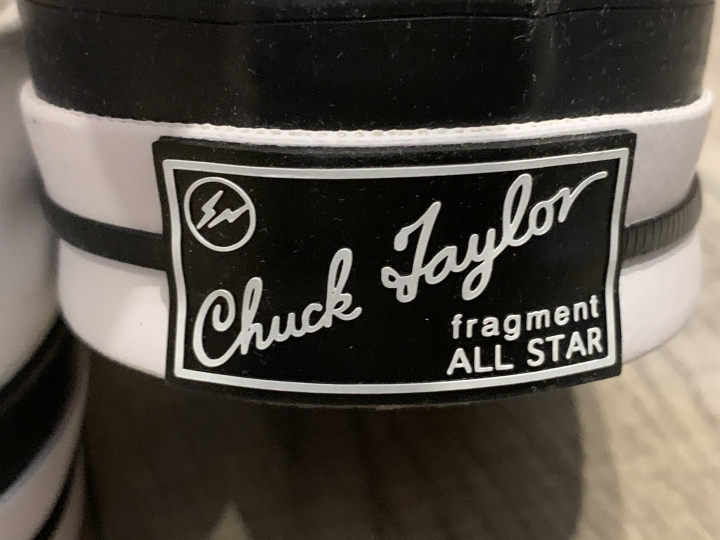 Chuck Taylor
fragment
ALL STAR